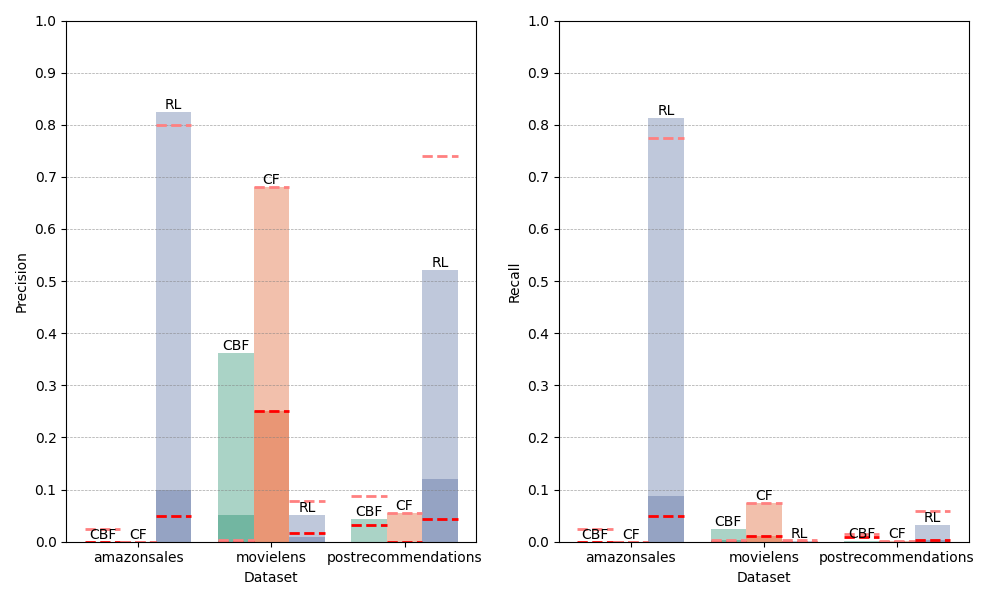 1.0
0.9
0.8
0.7
0.6
0.5
0.4
0.3
0.2
0.1
0.0
Precision
CBF
CF
RL
CBF
CF
RL
CBF
CF
RL
amazonsales
movielens
postrecommendations
Dataset
1.0
0.9
0.8
0.7
0.6
0.5
0.4
0.3
0.2
0.1
0.0
Recall
CBF
CF
RL
CBF
CF
RL
CBF
CF
RL
amazonsales
movielens
postrecommendations
Dataset